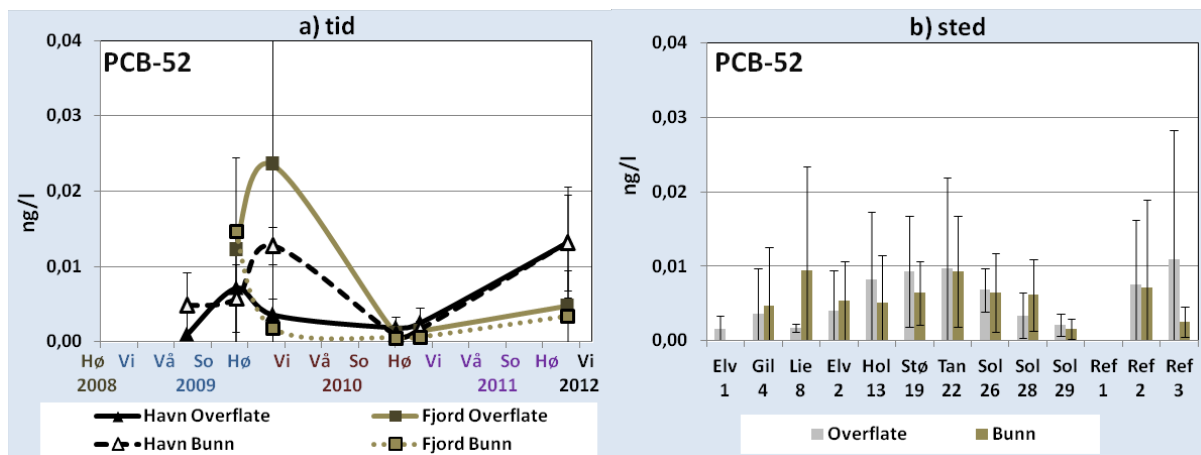 a) tid
0,04
0,03
0,02
0,01
0,00
ng/l
PCB-52
Hø Vi Vå So Hø Vi Vå So Hø Vi Vå So Hø Vi
2008 2009 2010 2011 2012
Havn Overflate Fjord Overflate
Havn Bunn Fjord Bunn
b) sted
0,04
0,03
0,02
0,01
0,00
ng/l
PCB-52
Elv Gil Lie Elv Hol Stø Tan Sol Sol Sol Ref Ref Ref
1 4 8 2 13 19 22 26 28 29 1 2 3
Overflate Bunn